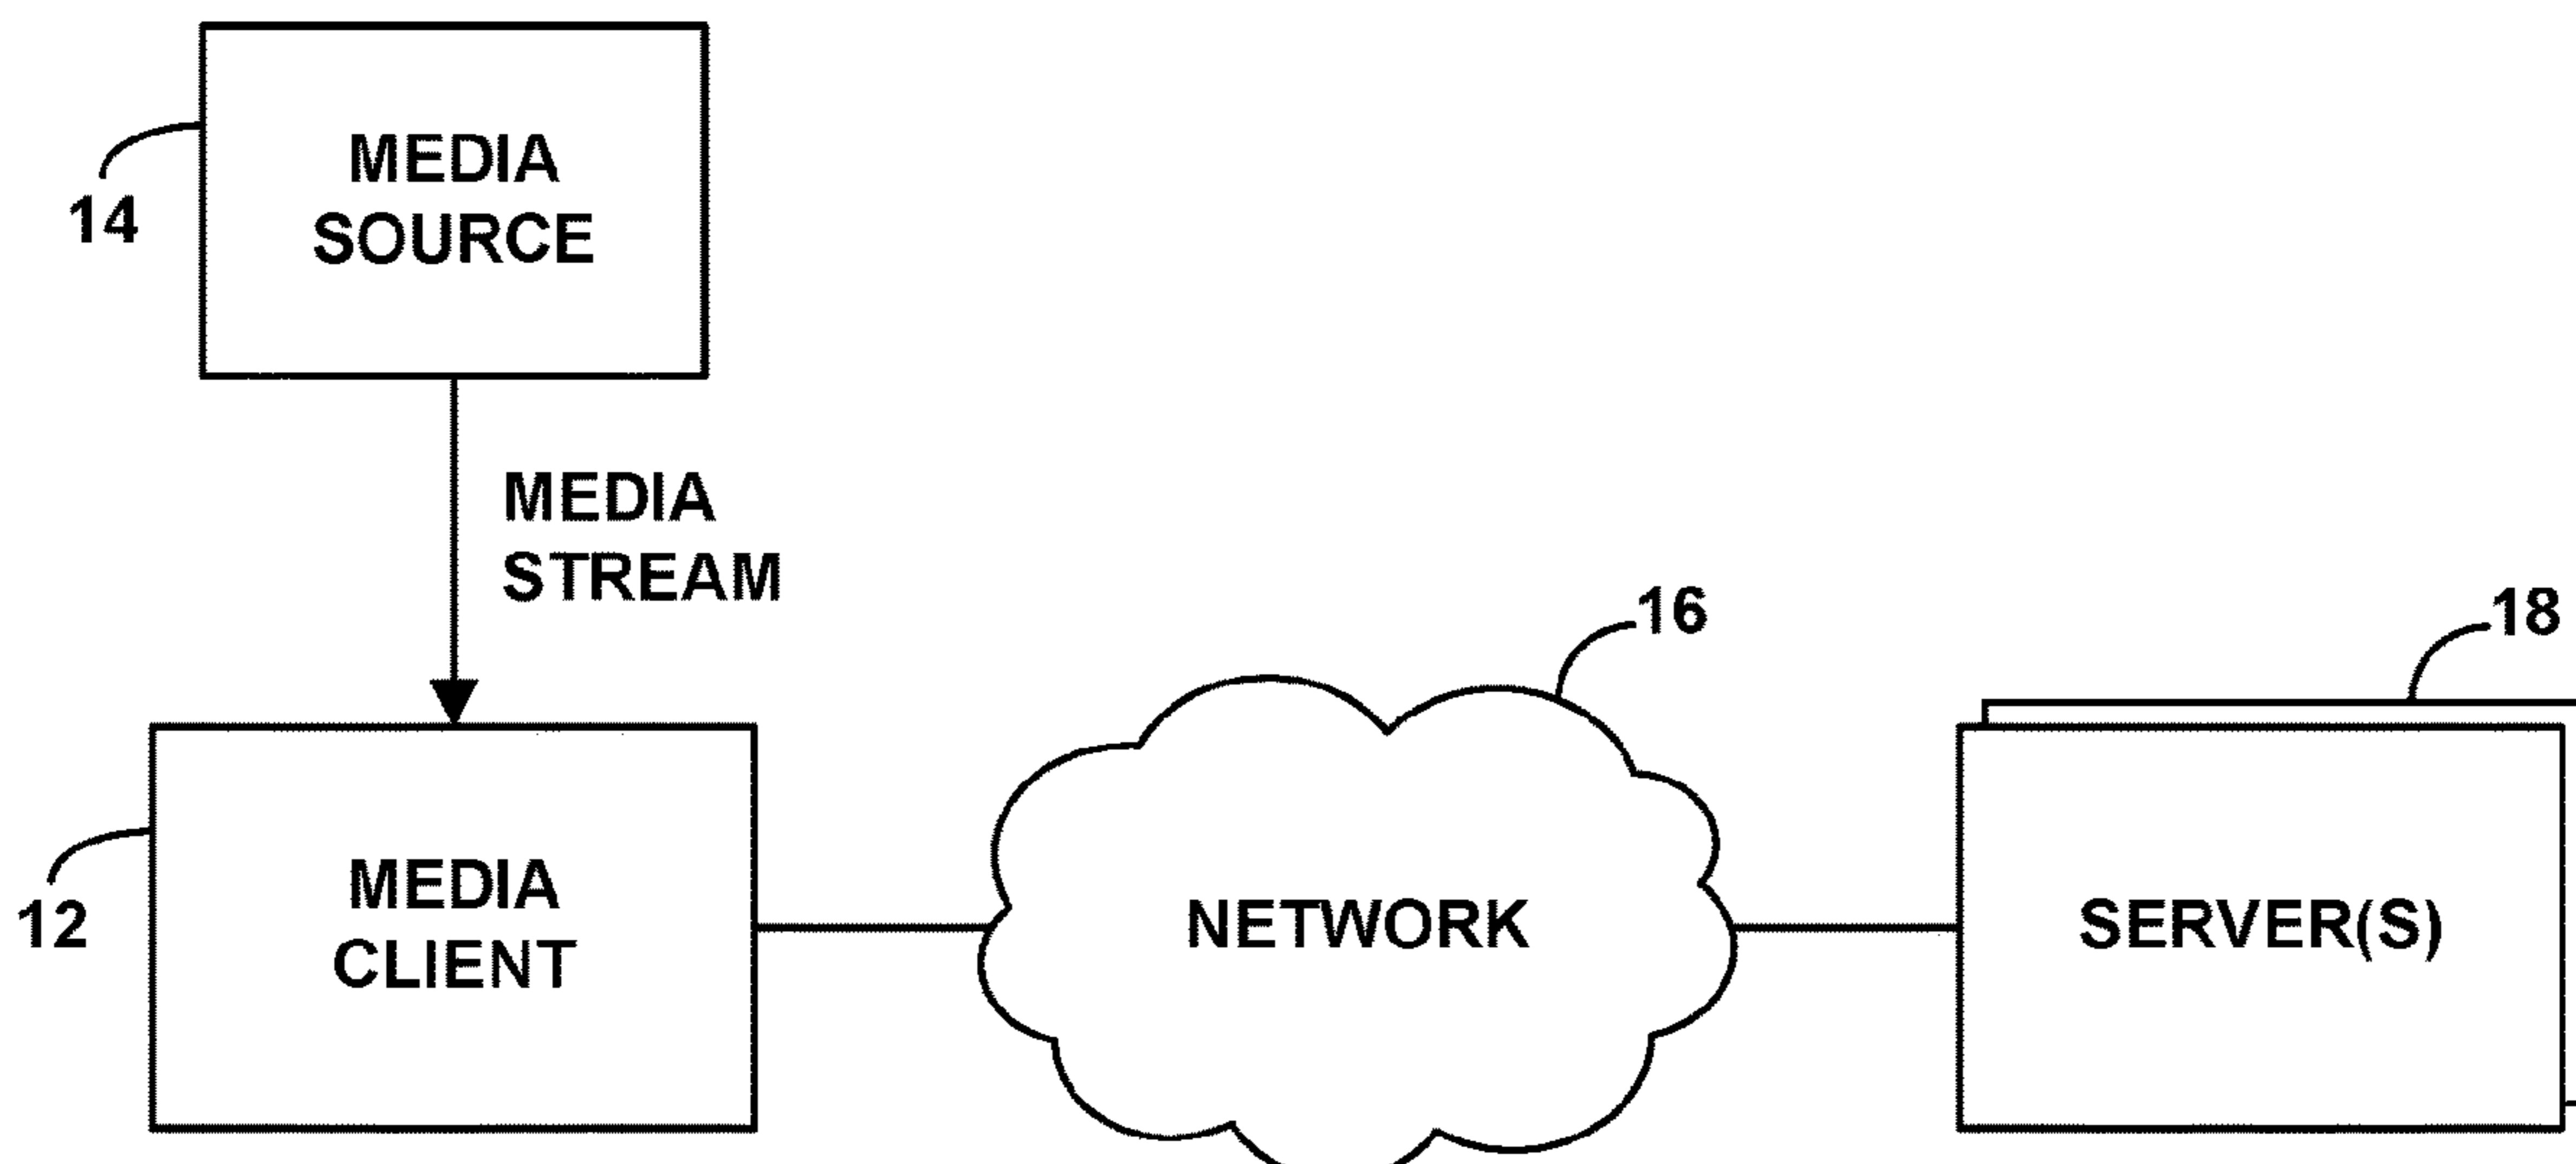 MEDIA
SOURCE
14
MEDIA
STREAM
16
18
MEDIA
CLIENT
12
NETWORK
SERVER(S)